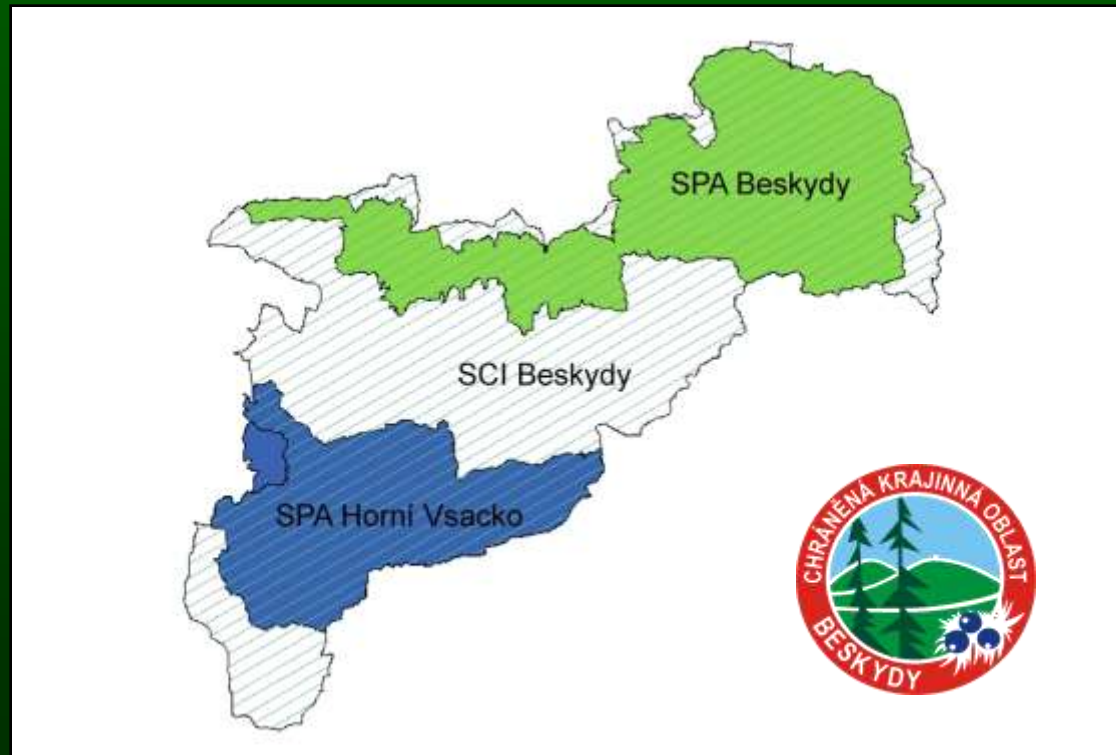 SPA Beskydy
SCI Beskydy
SPA Horní Vsacko
CHRÁNĚNÁ KRAJINNÁ OBLAST
BESKYDY